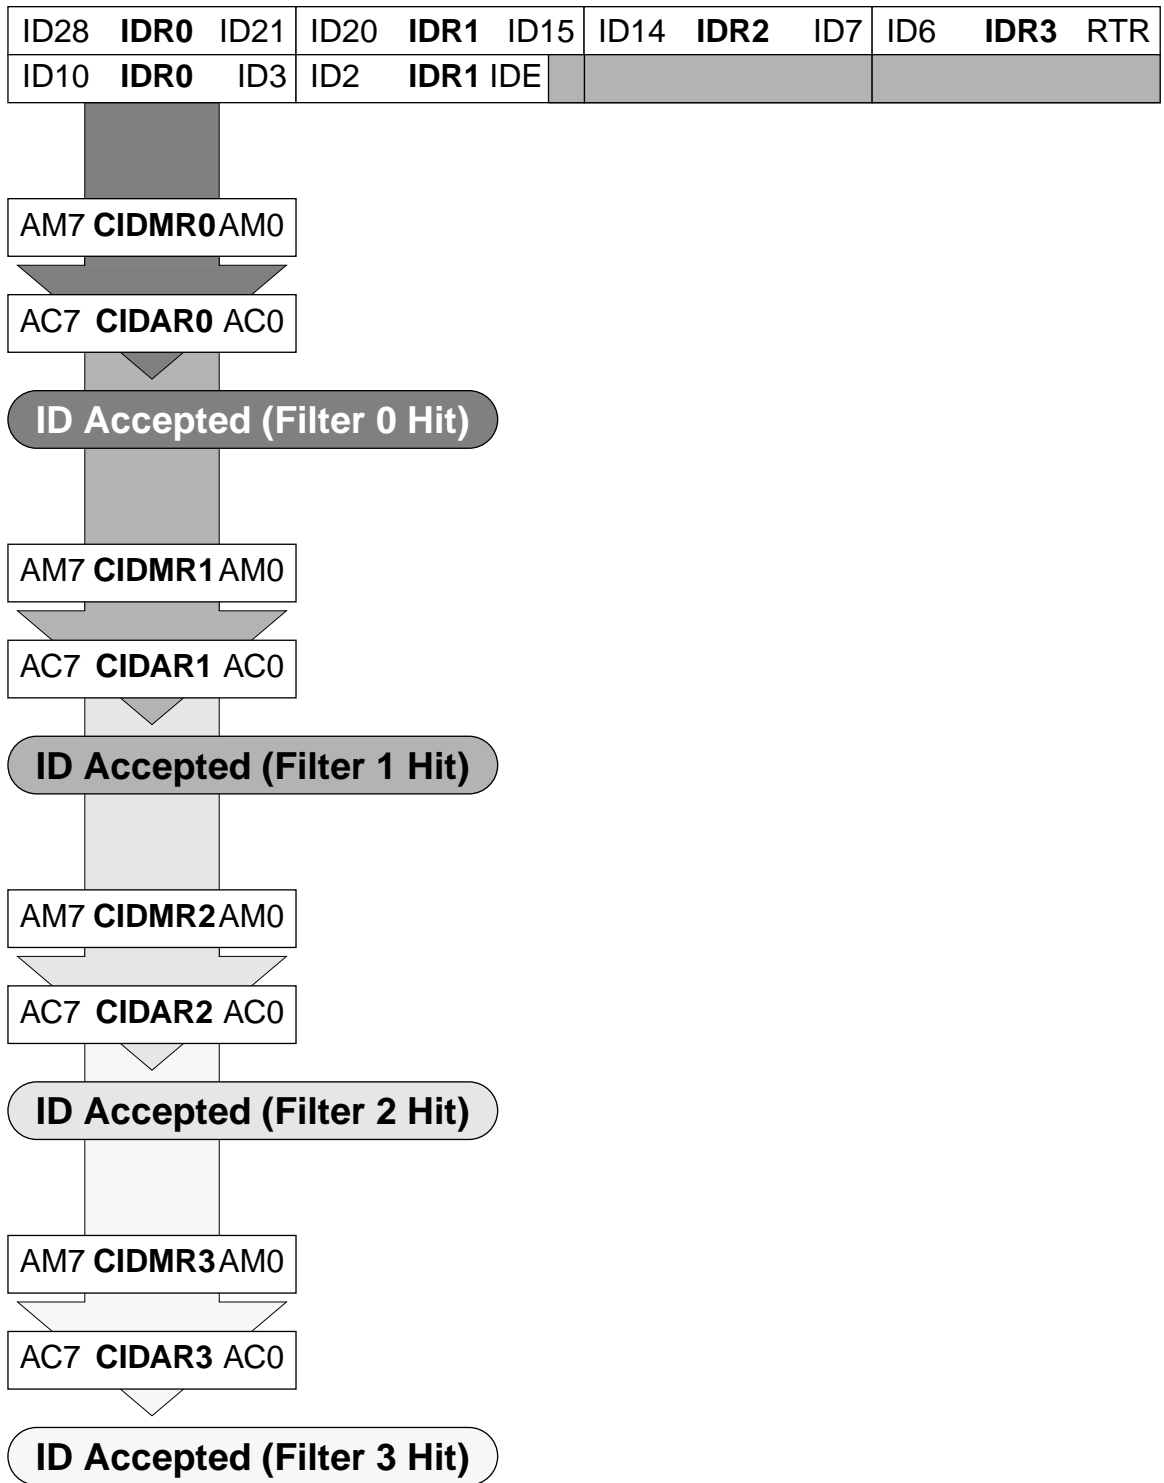 ID28 IDR0 ID21 ID20 IDR1 ID15 ID14 IDR2 ID7 ID6 IDR3 RTR
ID10 IDR0 ID3 ID2 IDR1 IDE
AM7 CIDMR0 AM0
AC7 CIDAR0 AC0
ID Accepted (Filter 0 Hit)
AM7 CIDMR1 AM0
AC7 CIDAR1 AC0
ID Accepted (Filter 1 Hit)
AM7 CIDMR2 AM0
AC7 CIDAR2 AC0
ID Accepted (Filter 2 Hit)
AM7 CIDMR3 AM0
AC7 CIDAR3 AC0
ID Accepted (Filter 3 Hit)